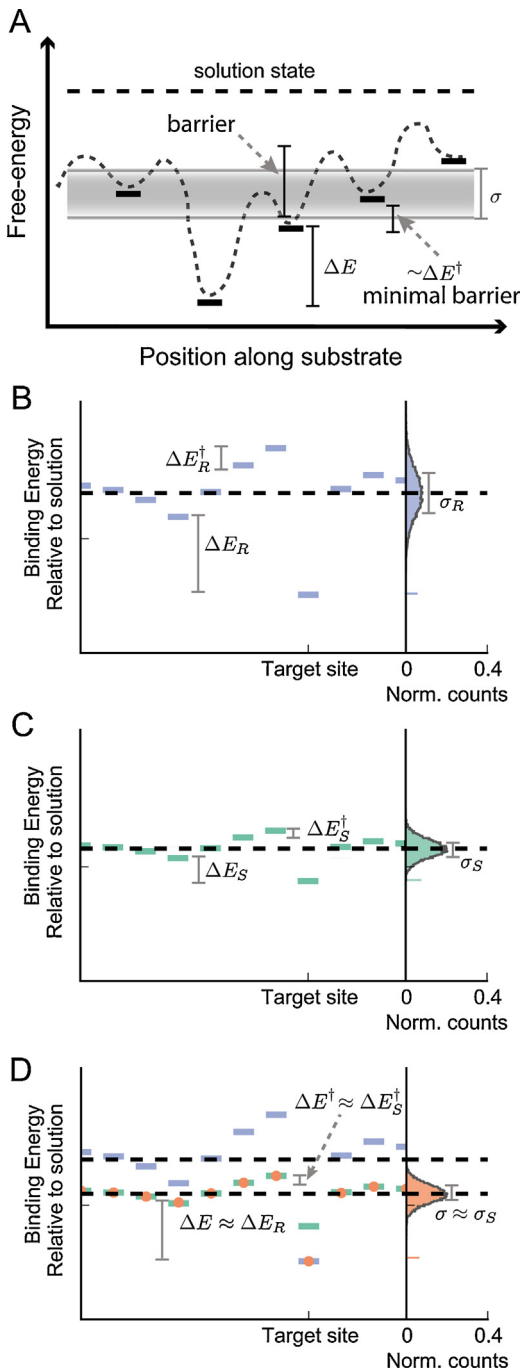 A
solution state
barrier
σ
ΔE
~ΔE†
minimal barrier
Free-energy
Position along substrate
B
Binding Energy
Relative to solution
ΔE†R
ΔER
σR
Target site
0
0.4
Norm. counts
C
Binding Energy
Relative to solution
ΔE†S
ΔES
σS
Target site
0
0.4
Norm. counts
D
Binding Energy
Relative to solution
ΔE† ≈ ΔE†S
ΔE ≈ ΔER
σ ≈ σS
Target site
0
0.4
Norm. counts